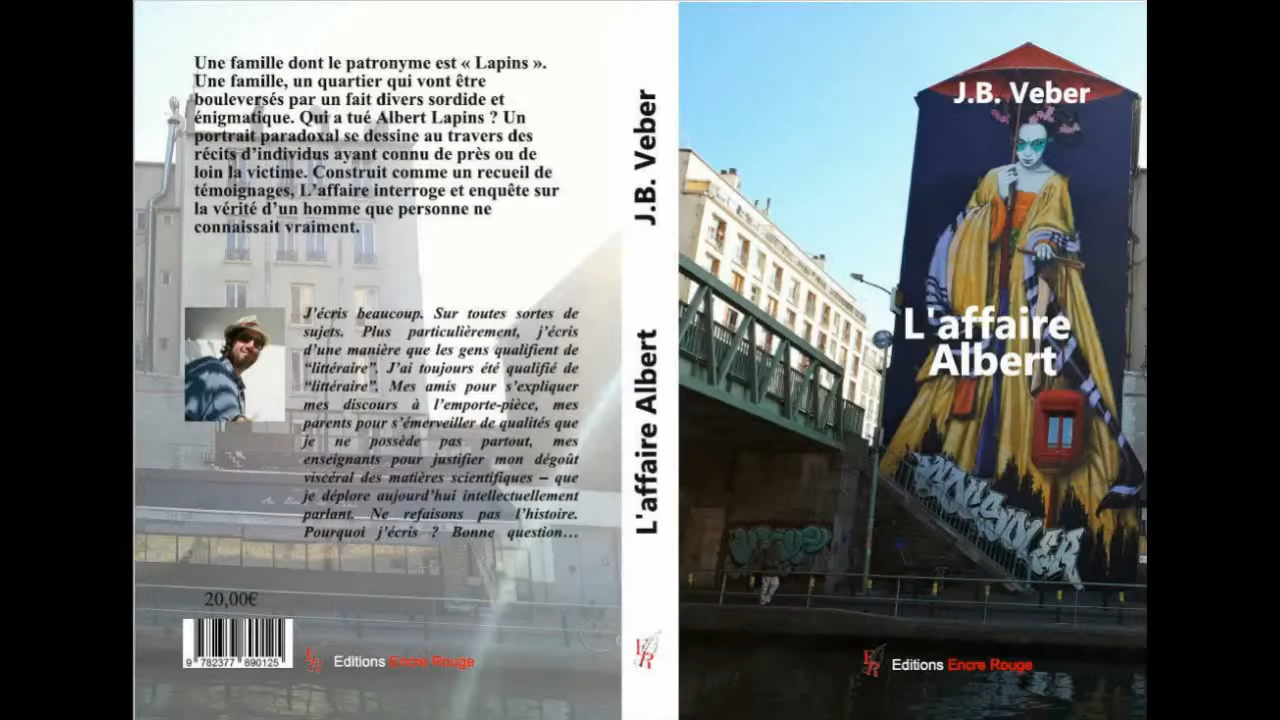 Une famille dont le patronyme est « Lapins ».
Une famille, un quartier qui vont être
bouleversés par un fait divers sordide et
énigmatique. Qui a tué Albert Lapins ? Un
portrait paradoxal se dessine au travers des
récits d'individus ayant connu de près ou de
loin la victime. Construit comme un recueil de
témoignages, L'affaire interroge et enquête sur
la vérité d'un homme que personne ne
connaissait vraiment.
J'écris beaucoup. Sur toutes sortes de
sujets. Plus particulièrement, j'écris
d'une manière que les gens qualifient de
“littéraire”. J'ai toujours été qualifié de
“littéraire”. Mes amis pour s'expliquer
mes discours à l'emporte-pièce, mes
parents pour s'émerveiller de qualités que
je ne possède pas partout, mes
enseignants pour justifier mon dégoût
viscéral des matières scientifiques – que
je déplore aujourd'hui intellectuellement
parlant. Ne refaisons pas l'histoire.
Pourquoi j'écris ? Bonne question…
20,00€
9 782377 890125
ER
Editions Encre Rouge
J.B. Veber
L'affaire Albert
ER
J.B. Veber
L'affaire
Albert
ER
Editions Encre Rouge